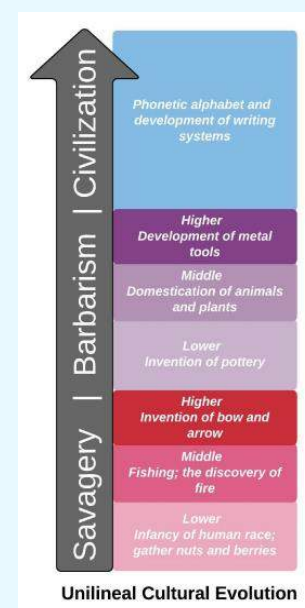 Phonetic alphabet and
development of writing
systems
Higher
Development of metal
tools
Middle
Domestication of animals
and plants
Lower
Invention of pottery
Higher
Invention of bow and
arrow
Middle
Fishing; the discovery of
fire
Lower
Infancy of human race;
gather nuts and berries
Savagery | Barbarism | Civilization
Unilineal Cultural Evolution